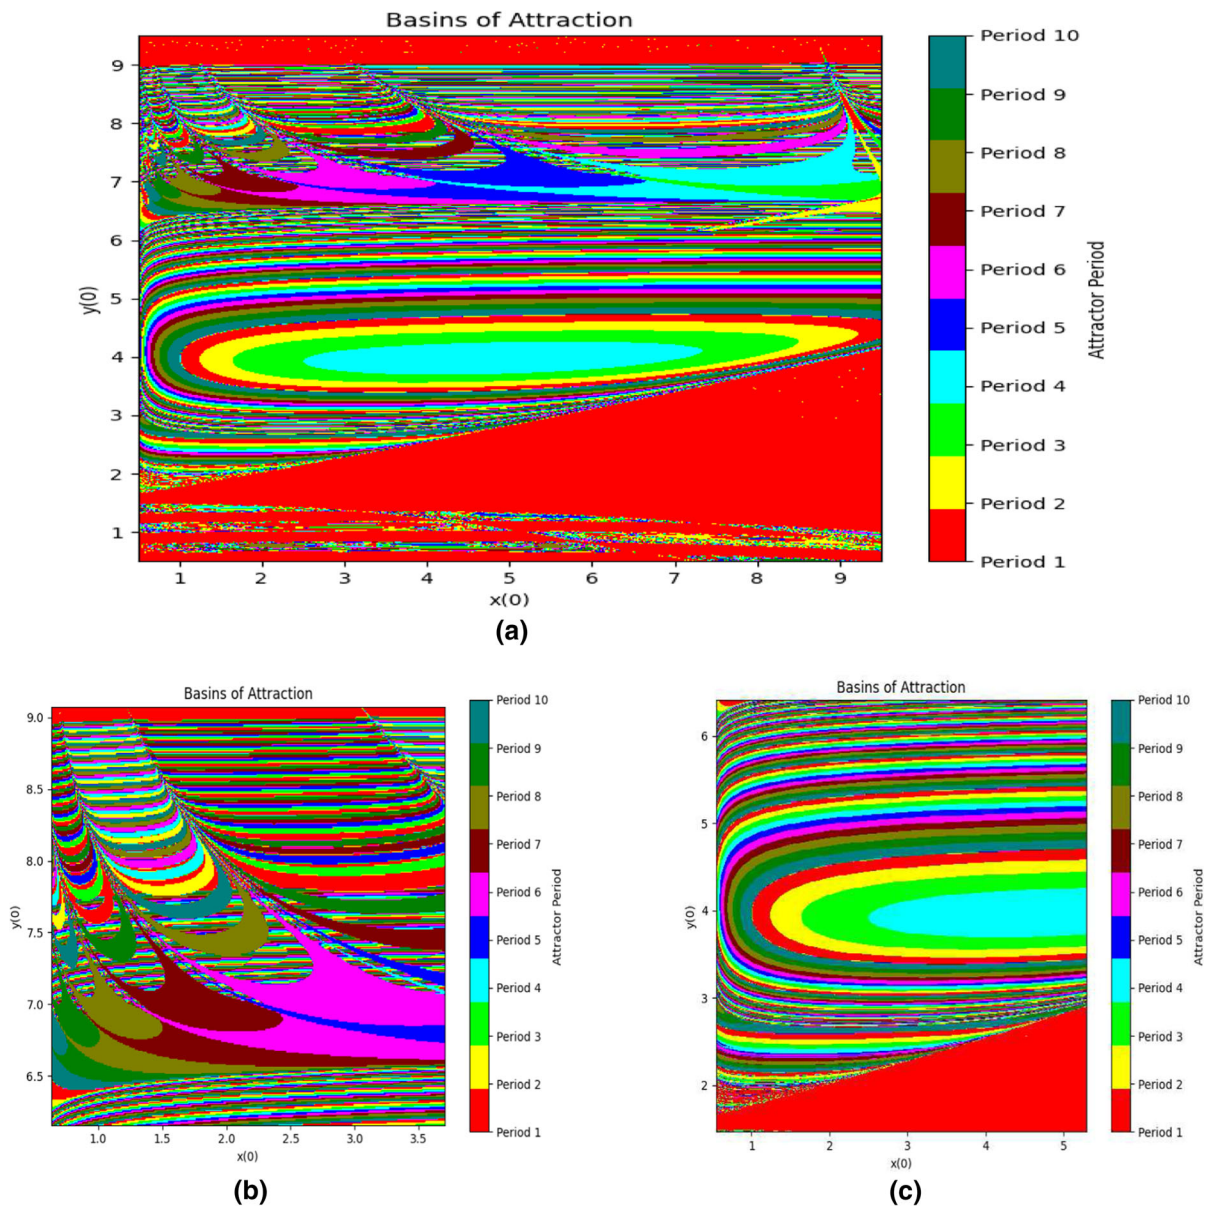 Basins of Attraction
9
8
7
6
5
4
3
2
1
y(0)
1 2 3 4 5 6 7 8 9
x(0)
Period 10
Period 9
Period 8
Period 7
Period 6
Period 5
Period 4
Period 3
Period 2
Period 1
Attractor Period
(a)
Basins of Attraction
9.0
8.5
8.0
7.5
7.0
6.5
y(0)
1.0 1.5 2.0 2.5 3.0 3.5
x(0)
Period 10
Period 9
Period 8
Period 7
Period 6
Period 5
Period 4
Period 3
Period 2
Period 1
Attractor Period
(b)
Basins of Attraction
6
5
4
3
2
y(0)
1 2 3 4 5
x(0)
Period 10
Period 9
Period 8
Period 7
Period 6
Period 5
Period 4
Period 3
Period 2
Period 1
Attractor Period
(c)